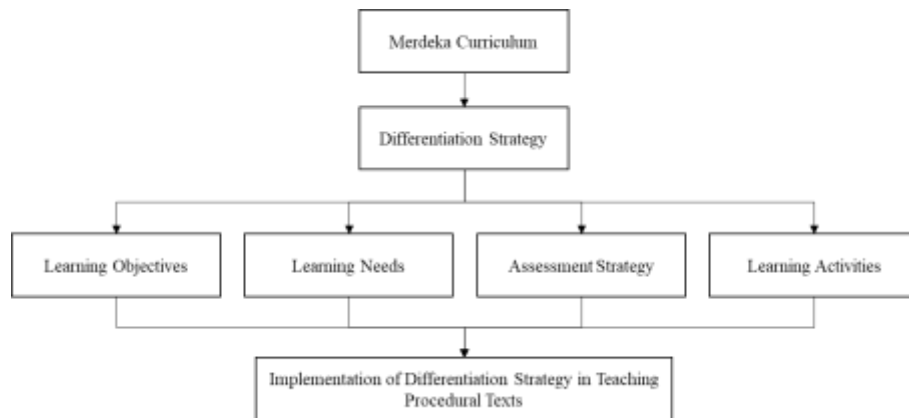 Merdeka Curriculum
Differentiation Strategy
Learning Objectives
Learning Needs
Assessment Strategy
Learning Activities
Implementation of Differentiation Strategy in Teaching
Procedural Texts